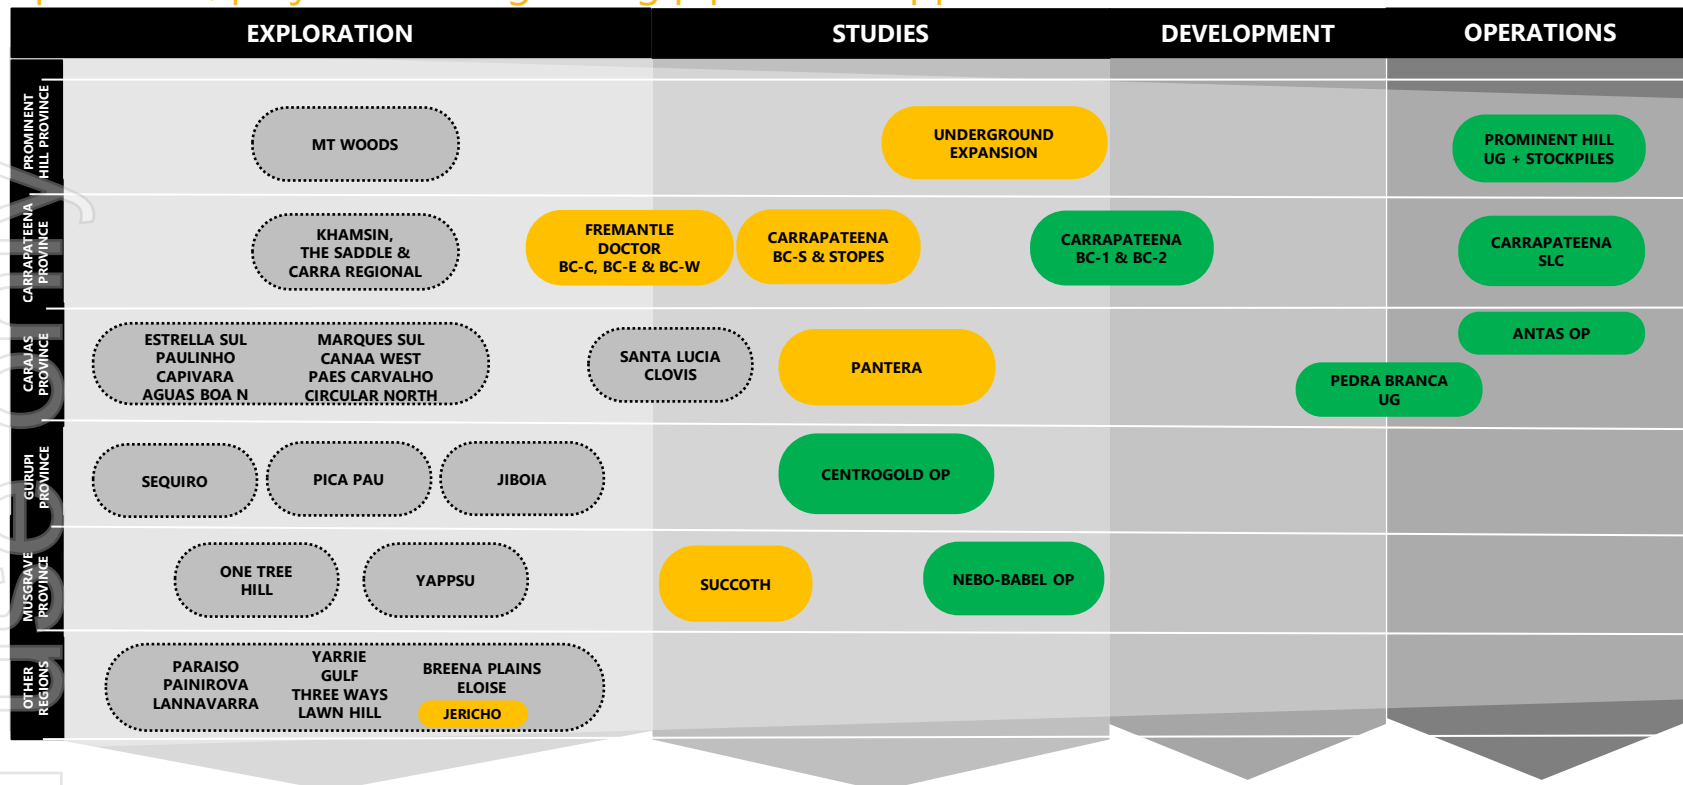 EXPLORATION
STUDIES
DEVELOPMENT
OPERATIONS
PROMINENT
HILL PROVINCE
MT WOODS
UNDERGROUND
EXPANSION
PROMINENT HILL
UG + STOCKPILES
CARRAPATEENA
PROVINCE
KHAMSIN,
THE SADDLE &
CARRA REGIONAL
FREMANTLE
DOCTOR
BC-C, BC-E & BC-W
CARRAPATEENA
BC-S & STOPES
CARRAPATEENA
BC-1 & BC-2
CARRAPATEENA
SLC
CARAJAS
PROVINCE
ESTRELLA SUL
PAULINHO
CAPIVARA
AGUAS BOA N
MARQUES SUL
CANAA WEST
PAES CARVALHO
CIRCULAR NORTH
SANTA LUCIA
CLOVIS
PANTERA
ANTAS OP
PEDRA BRANCA
UG
GURUPI
PROVINCE
SEQUIRO
PICA PAU
JIBOIA
CENTROGOLD OP
MUSGRAVE
PROVINCE
ONE TREE
HILL
YAPPSU
SUCCOTH
NEBO-BABEL OP
OTHER
REGIONS
PARAISO
PAINIROVA
LANNAVARRA
YARRIE
GULF
THREE WAYS
LAWN HILL
BREENA PLAINS
ELOISE
JERICHO
use only